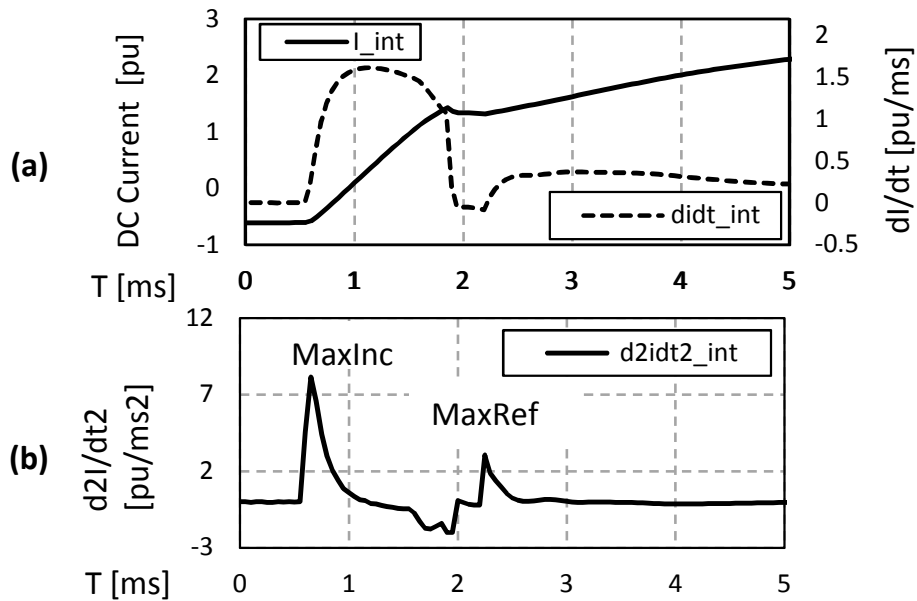 3
2
1
0
-1
DC Current [pu]
I_int
didt_int
2
1.5
1
0.5
0
-0.5
dI/dt [pu/ms]
(a)
T [ms]
0 1 2 3 4 5
12
7
2
-3
d2I/dt2
[pu/ms2]
MaxInc
MaxRef
d2idt2_int
(b)
T [ms]
0 1 2 3 4 5